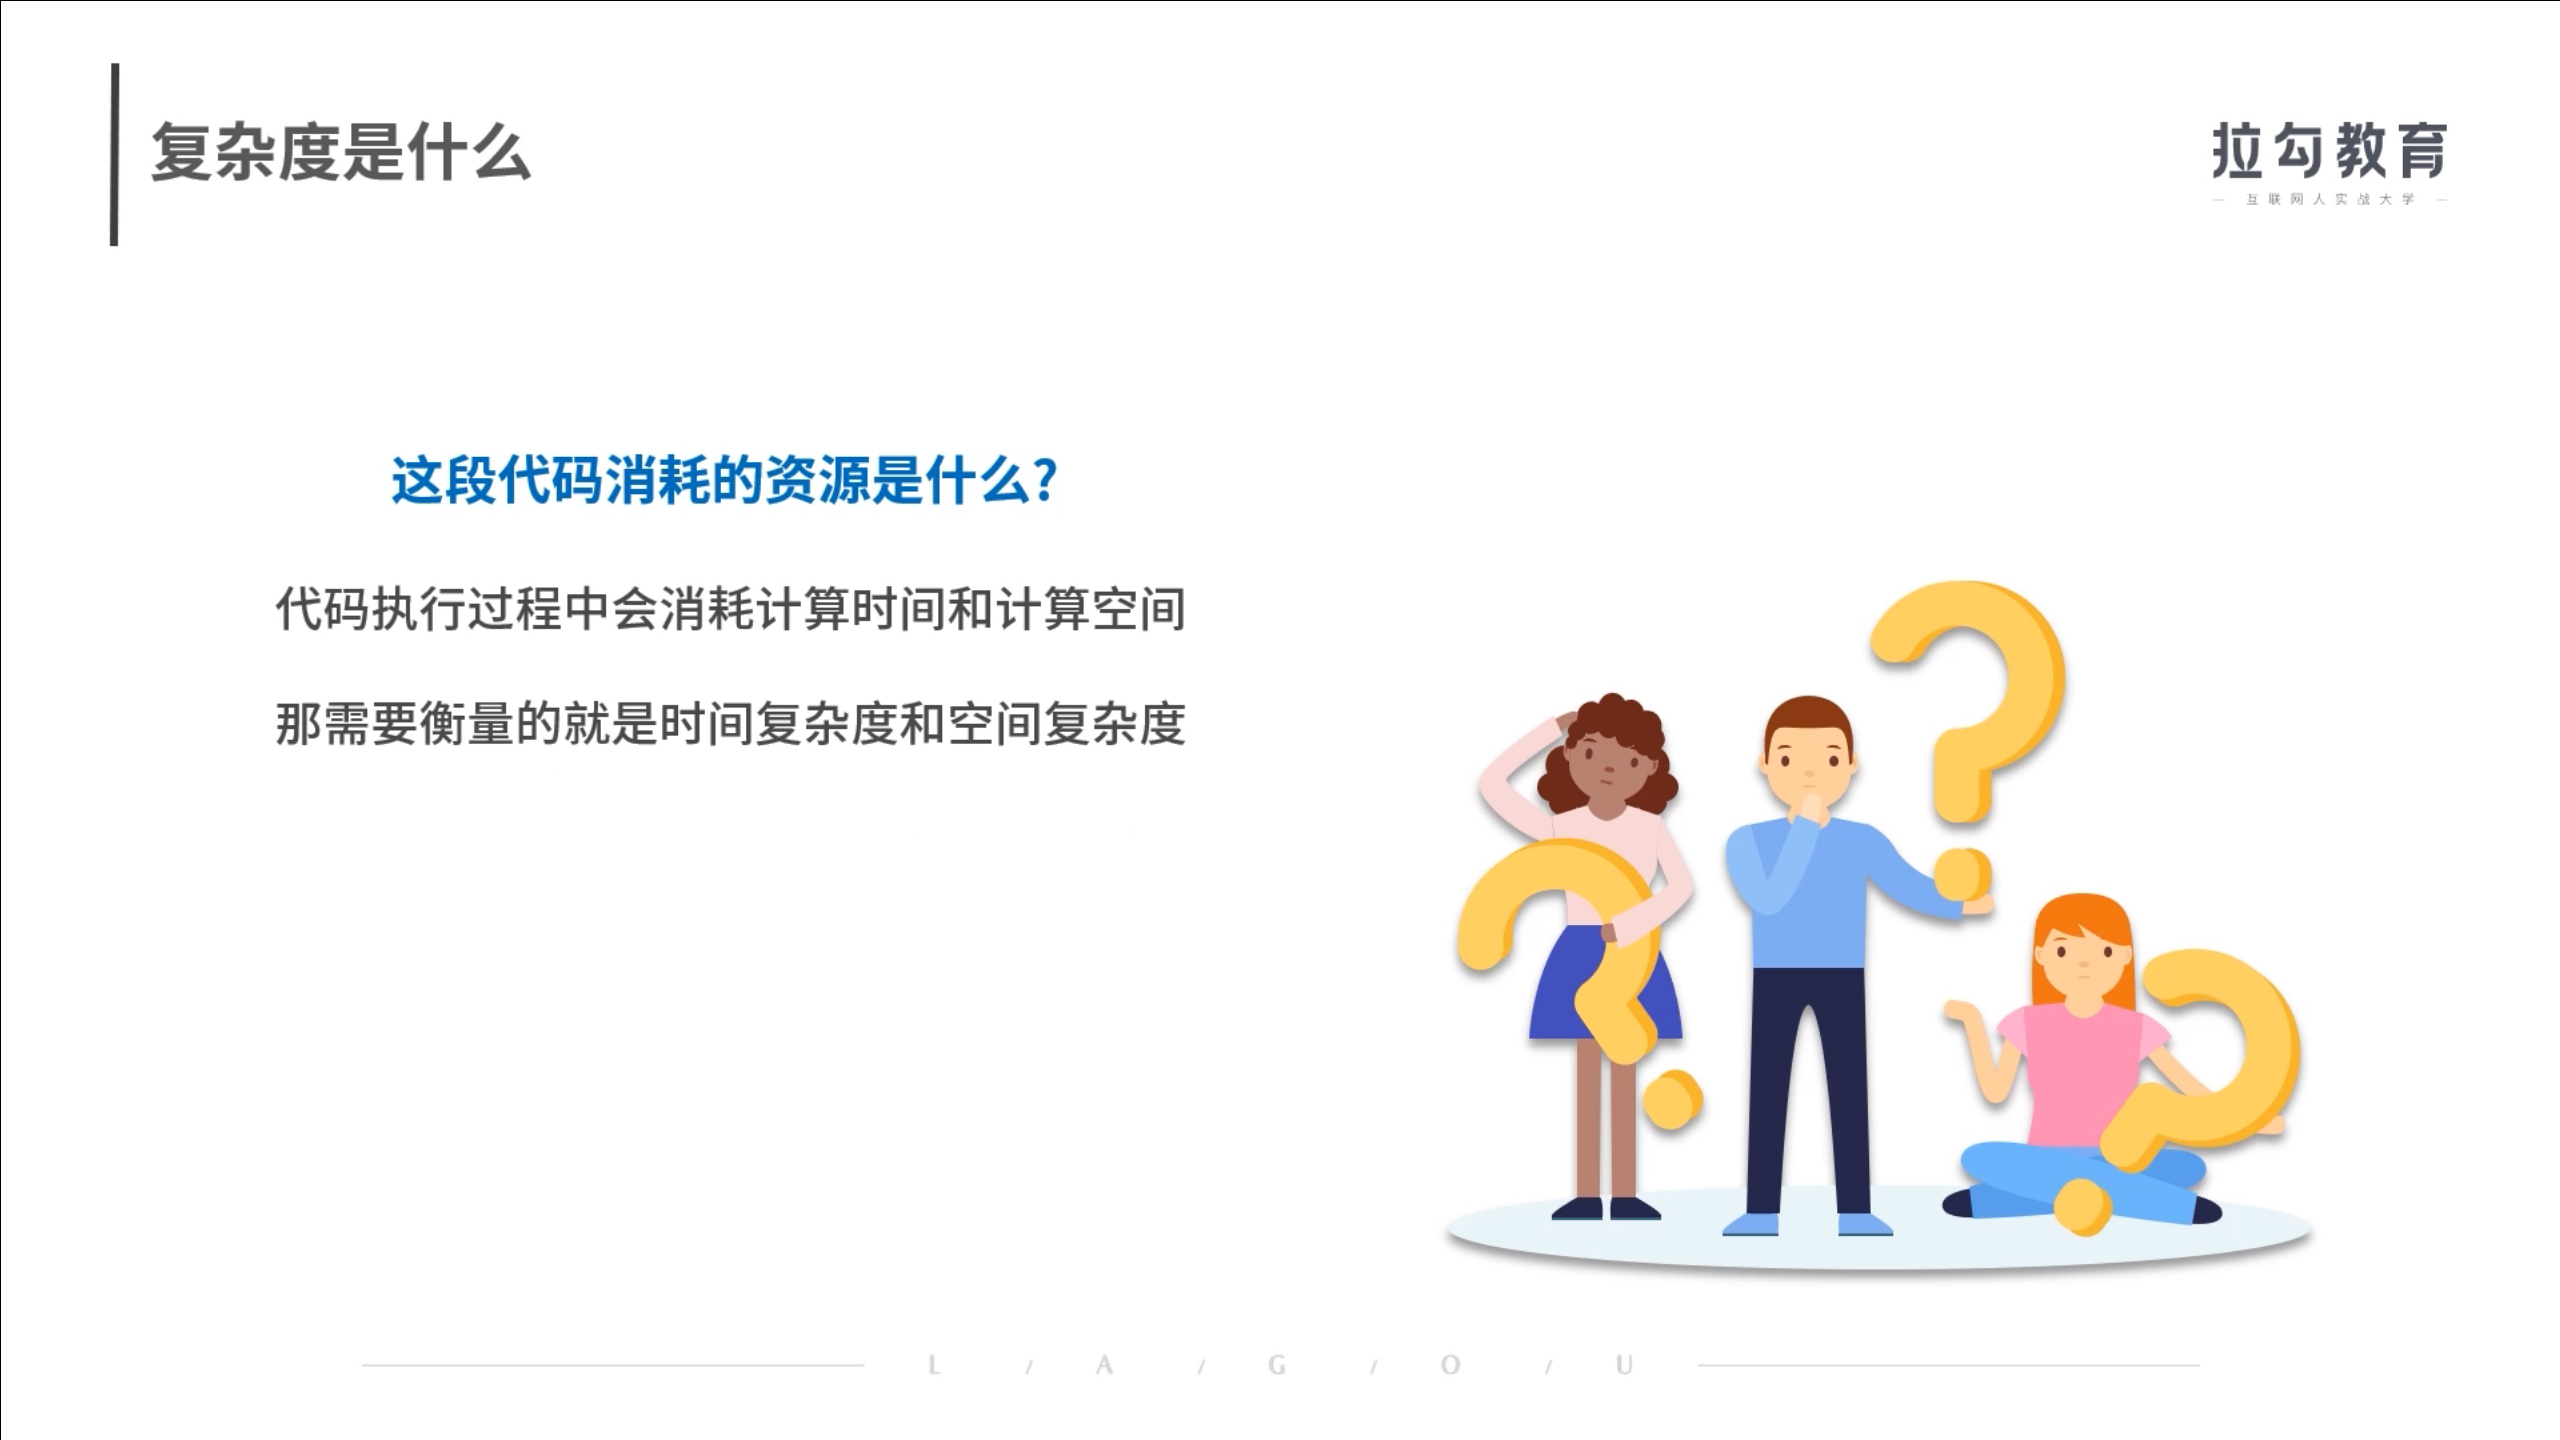 复杂度是什么
拉勾教育
— 互联网人实战大学 —
这段代码消耗的资源是什么?
代码执行过程中会消耗计算时间和计算空间
那需要衡量的就是时间复杂度和空间复杂度
L / A / G / O / U